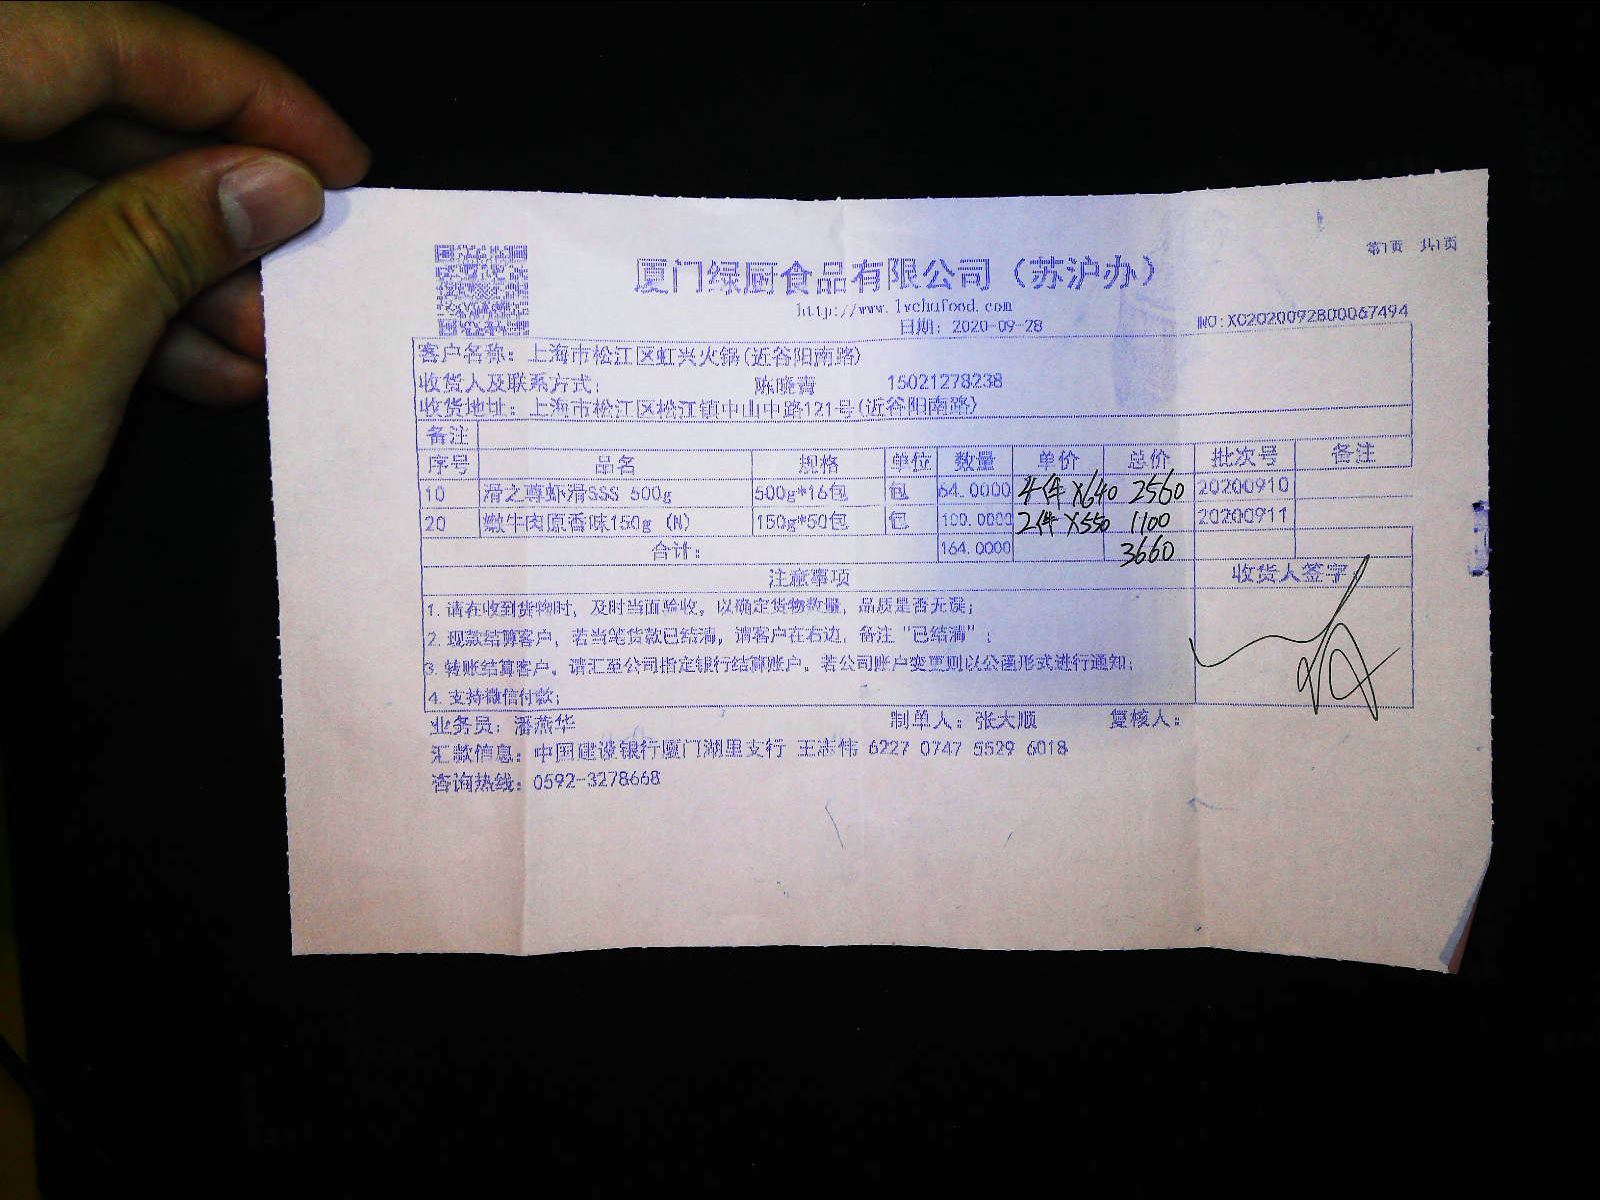 第1页 共1页
厦门绿厨食品有限公司（苏沪办）
http://www.lvchufood.com
日期：2020-09-28
NO:XC2020092800067494
客户名称：上海市松江区虹兴火锅(近谷阳南路)
收货人及联系方式： 陈晓青 15021278238
收货地址：上海市松江区松江镇中山中路121号(近谷阳南路)
备注
序号 品名 规格 单位 数量 单价 总价 批次号 备注
10 滑之尊虾滑SSS 500g 500g*16包 包 64.0000 4件X640 2560 20200910
20 嫩牛肉原香味150g (N) 150g*50包 包 100.0000 2件X550 1100 20200911
合计： 164.0000 3660
注意事项 收货人签字
1. 请在收到货物时，及时当面验收，以确定货物数量，品质是否无误；
2. 现款结算客户，若当笔货款已结清，请客户在右边，备注“已结清”；
3. 转账结算客户，请汇至公司指定银行结算账户，若公司账户变更则以公函形式进行通知；
4. 支持微信付款；
业务员：潘燕华 制单人：张大顺 复核人：
汇款信息：中国建设银行厦门湖里支行 王志伟 6227 0747 5529 6018
咨询热线：0592-3278668